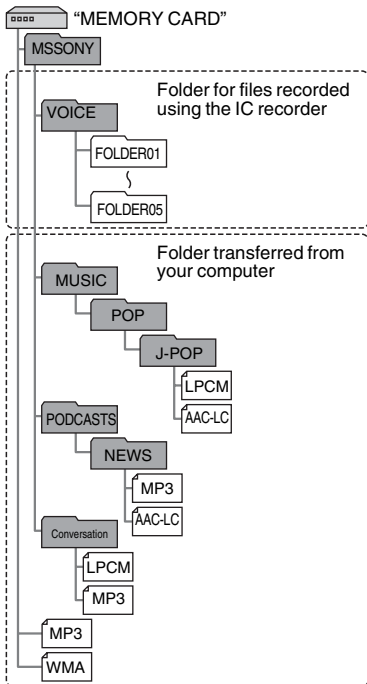 “MEMORY CARD”
MSSONY
Folder for files recorded
using the IC recorder
VOICE
FOLDER01
FOLDER05
Folder transferred from
your computer
MUSIC
POP
J-POP
LPCM
AAC-LC
PODCASTS
NEWS
MP3
AAC-LC
Conversation
LPCM
MP3
MP3
WMA